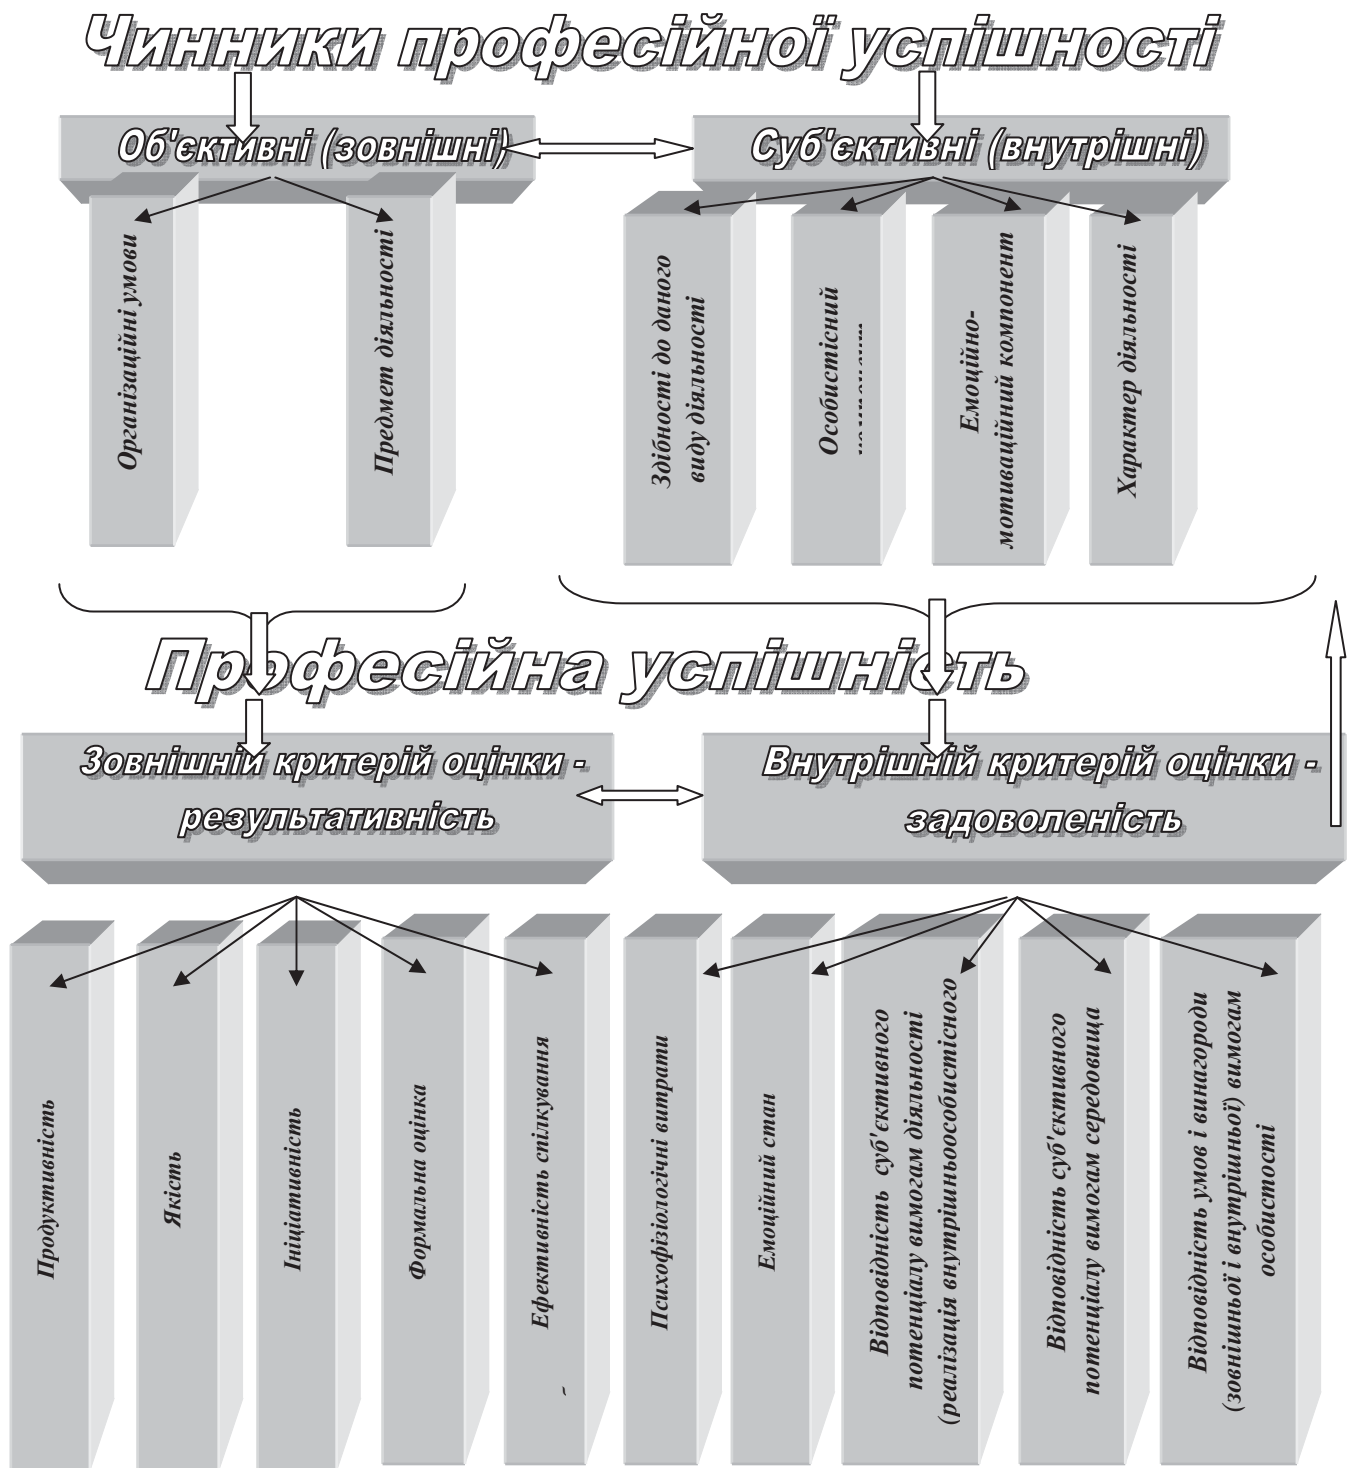 Чинники професійної успішності
Об'єктивні (зовнішні)
Суб'єктивні (внутрішні)
Організаційні умови
Предмет діяльності
Здібності до даного
виду діяльності
Особистісний
Емоційно-
мотиваційний компонент
Характер діяльності
Професійна успішність
Зовнішній критерій оцінки -
результативність
Внутрішній критерій оцінки -
задоволеність
Продуктивність
Якість
Ініціативність
Формальна оцінка
Ефективність спілкування
Психофізіологічні витрати
Емоційний стан
Відповідність суб'єктивного
потенціалу вимогам діяльності
(реалізація внутрішньоособистісного
Відповідність суб'єктивного
потенціалу вимогам середовища
Відповідність умов і винагороди
(зовнішньої і внутрішньої) вимогам
особистості